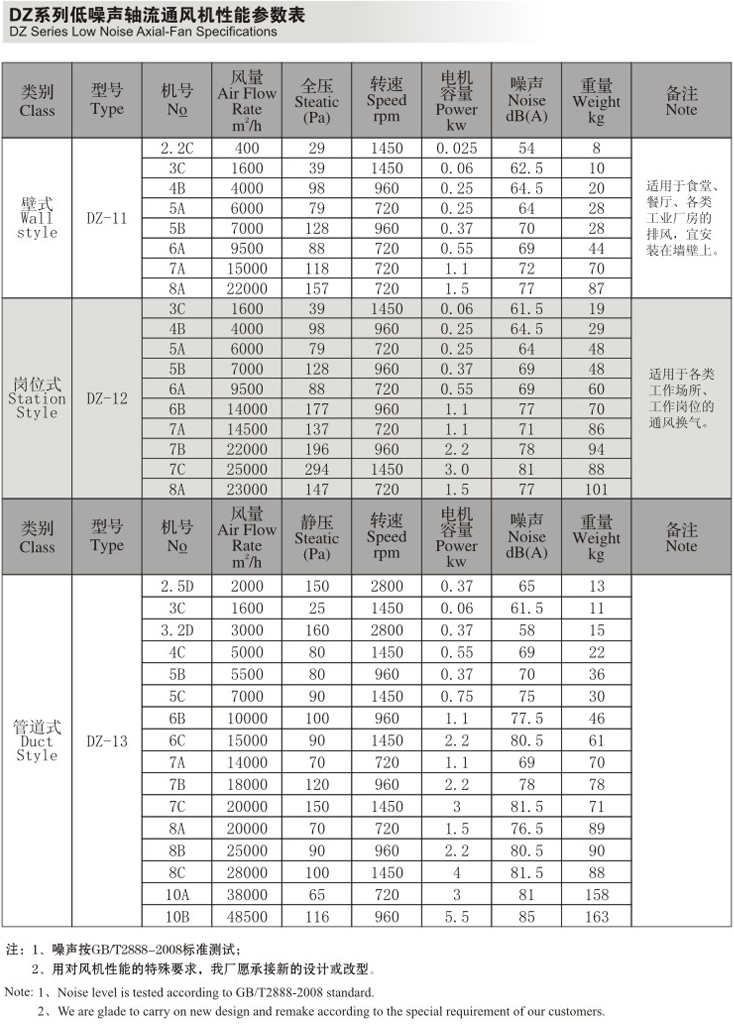 DZ系列低噪声轴流通风机性能参数表
DZ Series Low Noise Axial-Fan Specifications
类别 Class 型号 Type 机号 No 风量 Air Flow Rate m²/h 全压 Steatic (Pa) 转速 Speed rpm 电机容量 Power kw 噪声 Noise dB(A) 重量 Weight kg 备注 Note
壁式 Wall style
DZ-11
2.2C 400 29 1450 0.025 54 8
3C 1600 39 1450 0.06 62.5 10
4B 4000 98 960 0.25 64.5 20
5A 6000 79 720 0.25 64 28
5B 7000 128 960 0.37 70 28
6A 9500 88 720 0.55 69 44
7A 15000 118 720 1.1 72 70
8A 22000 157 720 1.5 77 87
适用于食堂、
餐厅、各类
工业厂房的
排风，宜安
装在墙壁上。
岗位式 Station Style
DZ-12
3C 1600 39 1450 0.06 61.5 19
4B 4000 98 960 0.25 64.5 29
5A 6000 79 720 0.25 64 48
5B 7000 128 960 0.37 69 48
6A 9500 88 720 0.55 69 60
6B 14000 177 960 1.1 77 70
7A 14500 137 720 1.1 71 86
7B 22000 196 960 2.2 78 94
7C 25000 294 1450 3.0 81 88
8A 23000 147 720 1.5 77 101
适用于各类
工作场所、
工作岗位的
通风换气。
类别 Class 型号 Type 机号 No 风量 Air Flow Rate m²/h 静压 Steatic (Pa) 转速 Speed rpm 电机容量 Power kw 噪声 Noise dB(A) 重量 Weight kg 备注 Note
管道式 Duct Style
DZ-13
2.5D 2000 150 2800 0.37 65 13
3C 1600 25 1450 0.06 61.5 11
3.2D 3000 160 2800 0.37 58 15
4C 5000 80 1450 0.55 69 22
5B 5500 80 960 0.37 70 36
5C 7000 90 1450 0.75 75 30
6B 10000 100 960 1.1 77.5 46
6C 15000 90 1450 2.2 80.5 61
7A 14000 70 720 1.1 69 70
7B 18000 120 960 2.2 78 78
7C 20000 150 1450 3 81.5 71
8A 20000 70 720 1.5 76.5 89
8B 25000 90 960 2.2 80.5 90
8C 28000 100 1450 4 81.5 88
10A 38000 65 720 3 81 158
10B 48500 116 960 5.5 85 163
注：1、噪声按GB/T2888-2008标准测试；
2、用对风机性能的特殊要求，我厂愿承接新的设计或改型。
Note: 1、Noise level is tested according to GB/T2888-2008 standard.
2、We are glade to carry on new design and remake according to the special requirement of our customers.